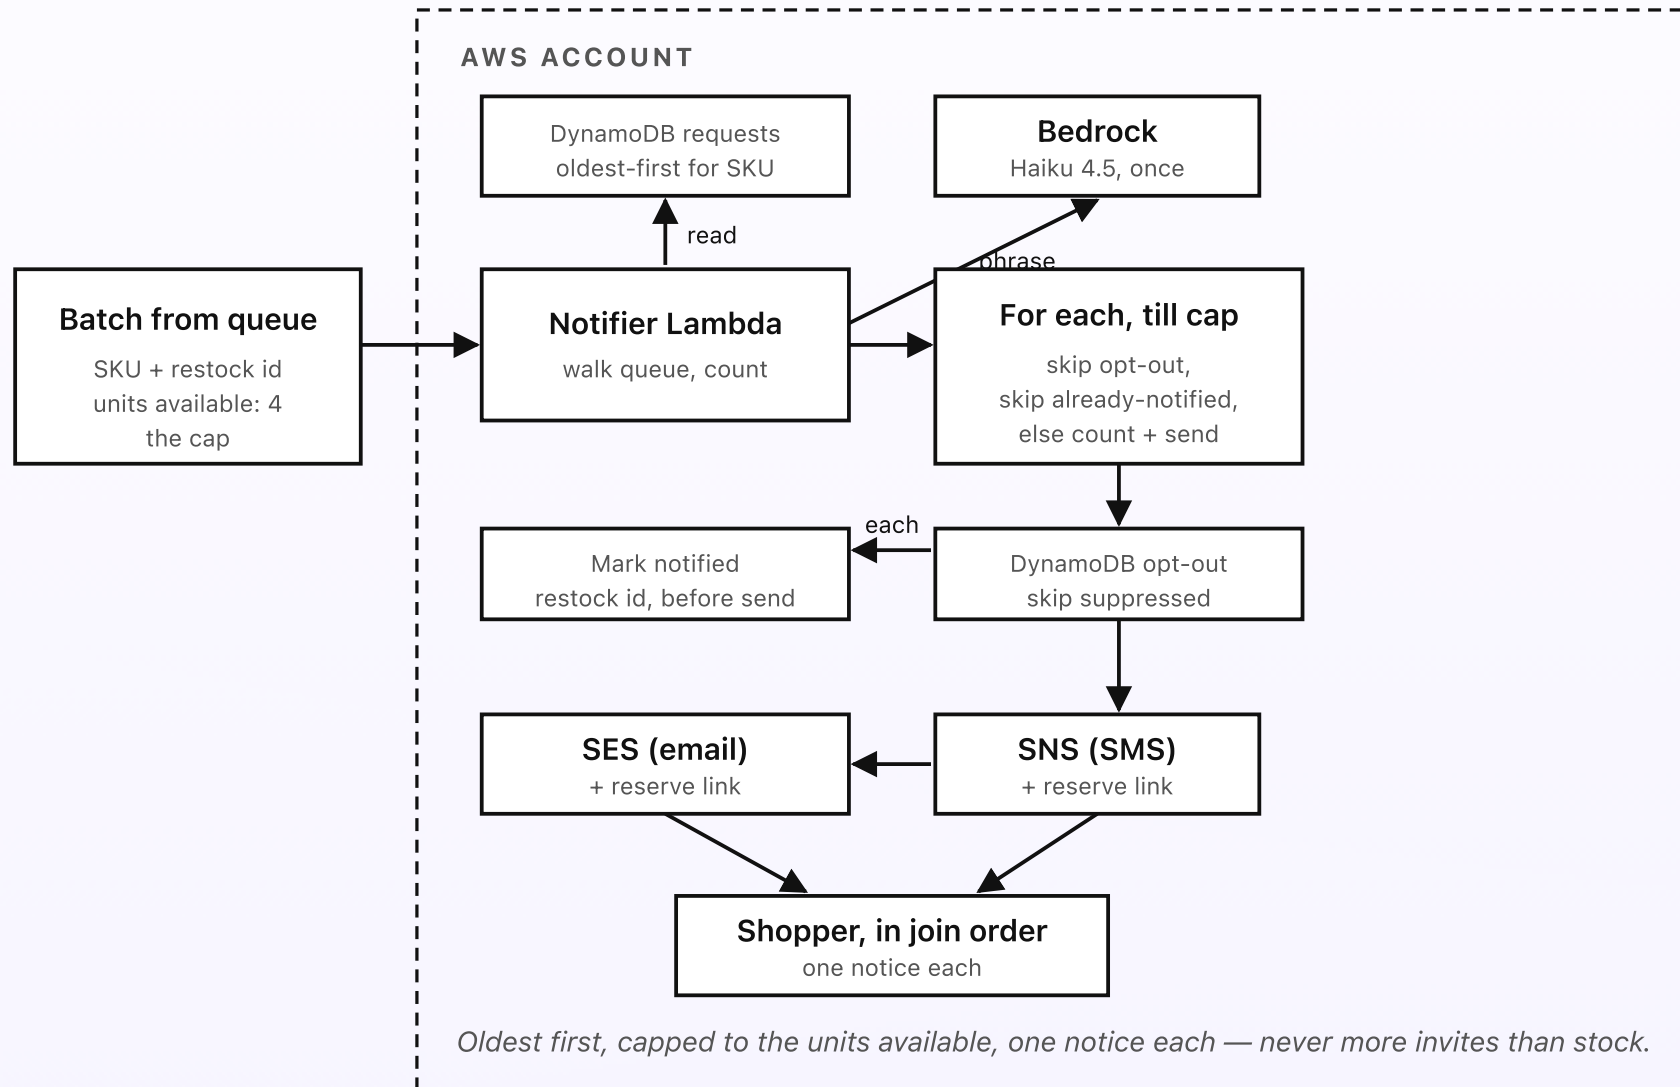 AWS ACCOUNT
DynamoDB requests
oldest-first for SKU
Bedrock
Haiku 4.5, once
read
phrase
Batch from queue
SKU + restock id
units available: 4
the cap
Notifier Lambda
walk queue, count
For each, till cap
skip opt-out,
skip already-notified,
else count + send
each
Mark notified
restock id, before send
DynamoDB opt-out
skip suppressed
SES (email)
+ reserve link
SNS (SMS)
+ reserve link
Shopper, in join order
one notice each
Oldest first, capped to the units available, one notice each — never more invites than stock.